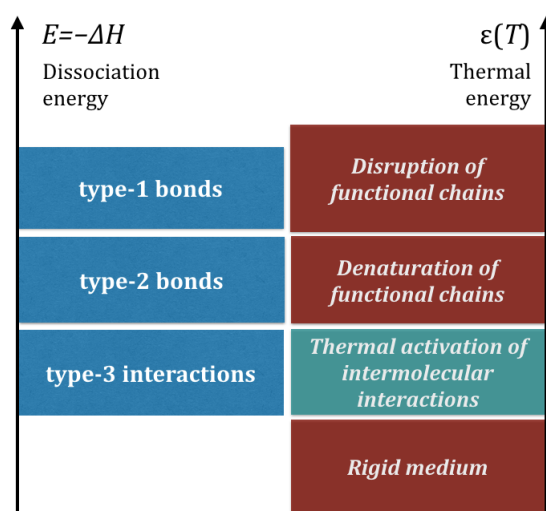 E=−ΔH
Dissociation
energy
ε(T)
Thermal
energy
type-1 bonds
Disruption of
functional chains
type-2 bonds
Denaturation of
functional chains
type-3 interactions
Thermal activation of
intermolecular
interactions
Rigid medium